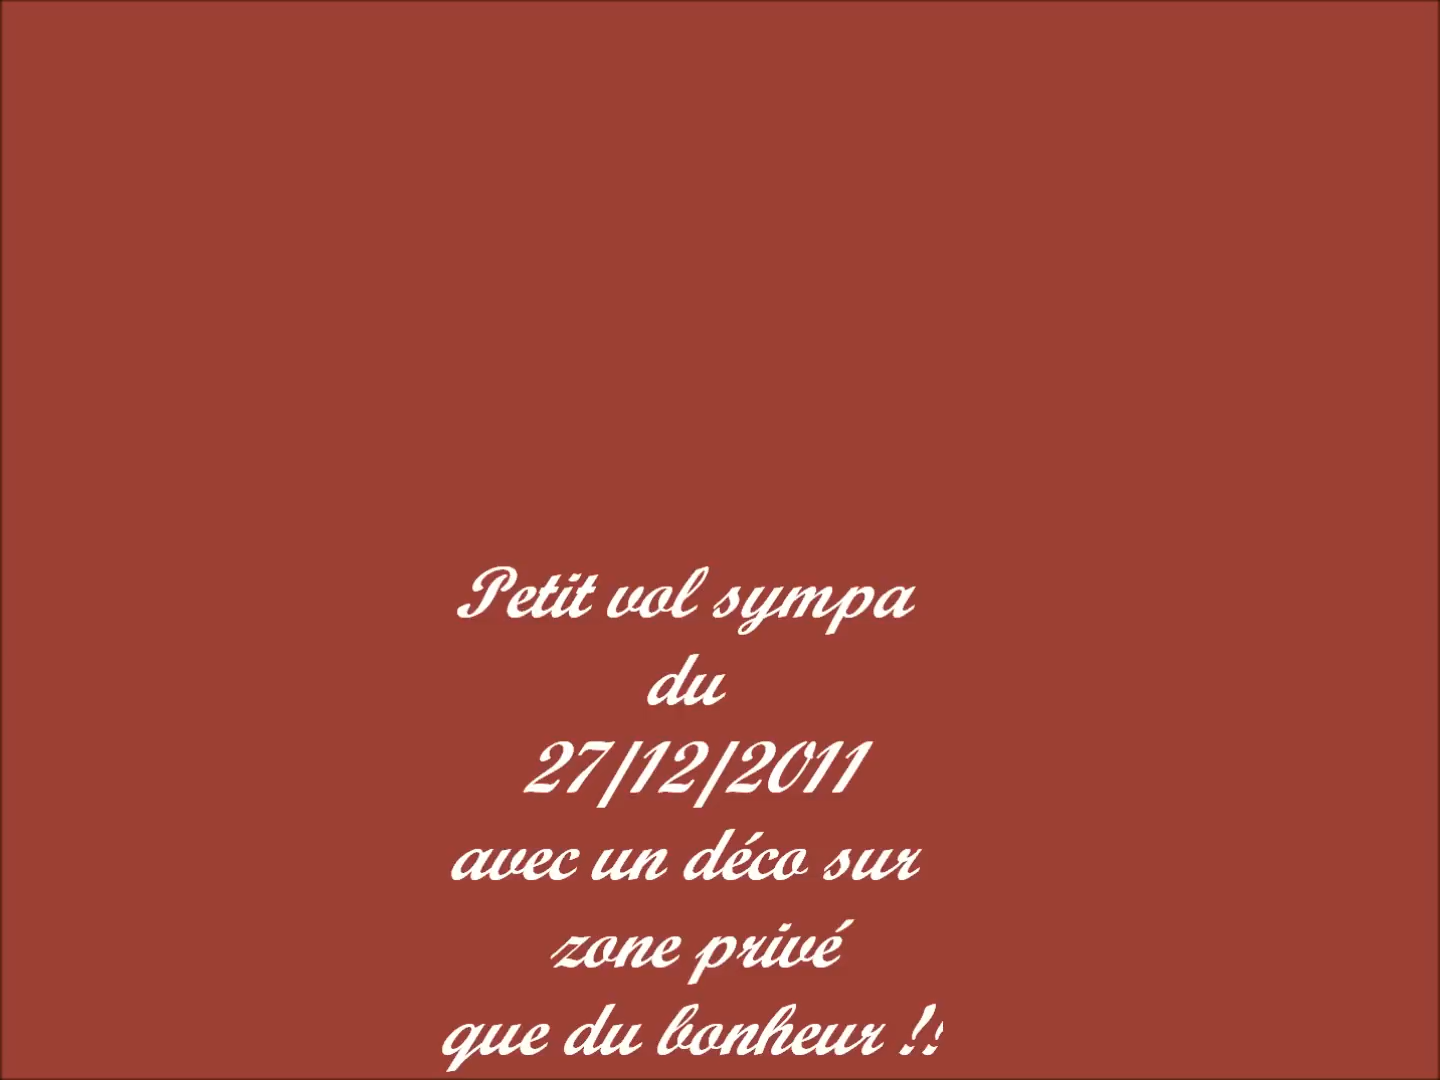 Petit vol sympa
du
27/12/2011
avec un déco sur
zone privé
que du bonheur !!